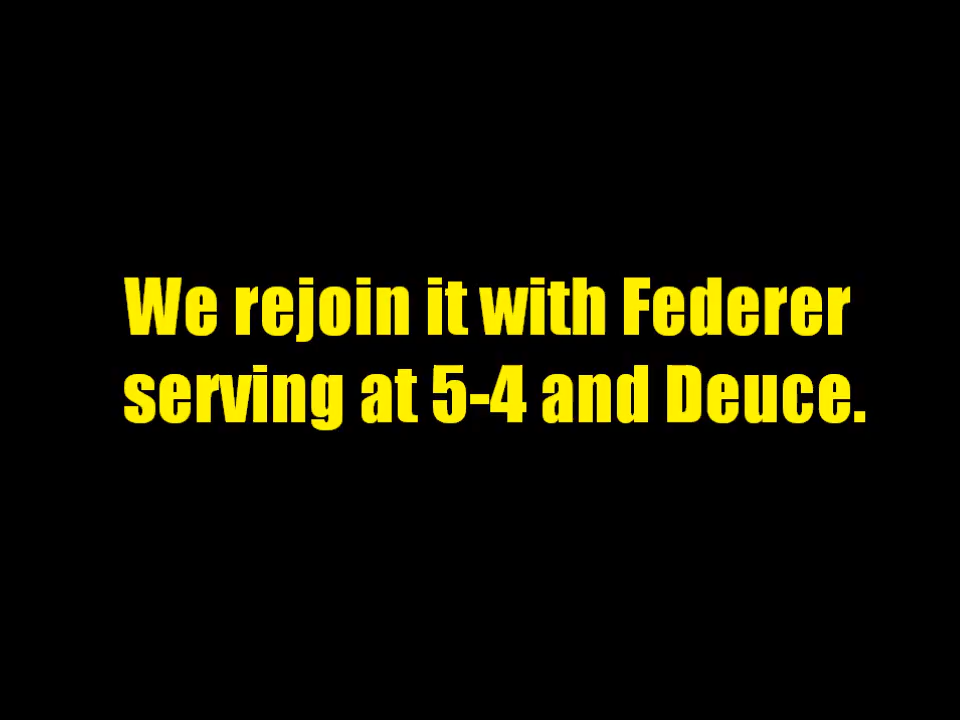 We rejoin it with Federer
serving at 5-4 and Deuce.